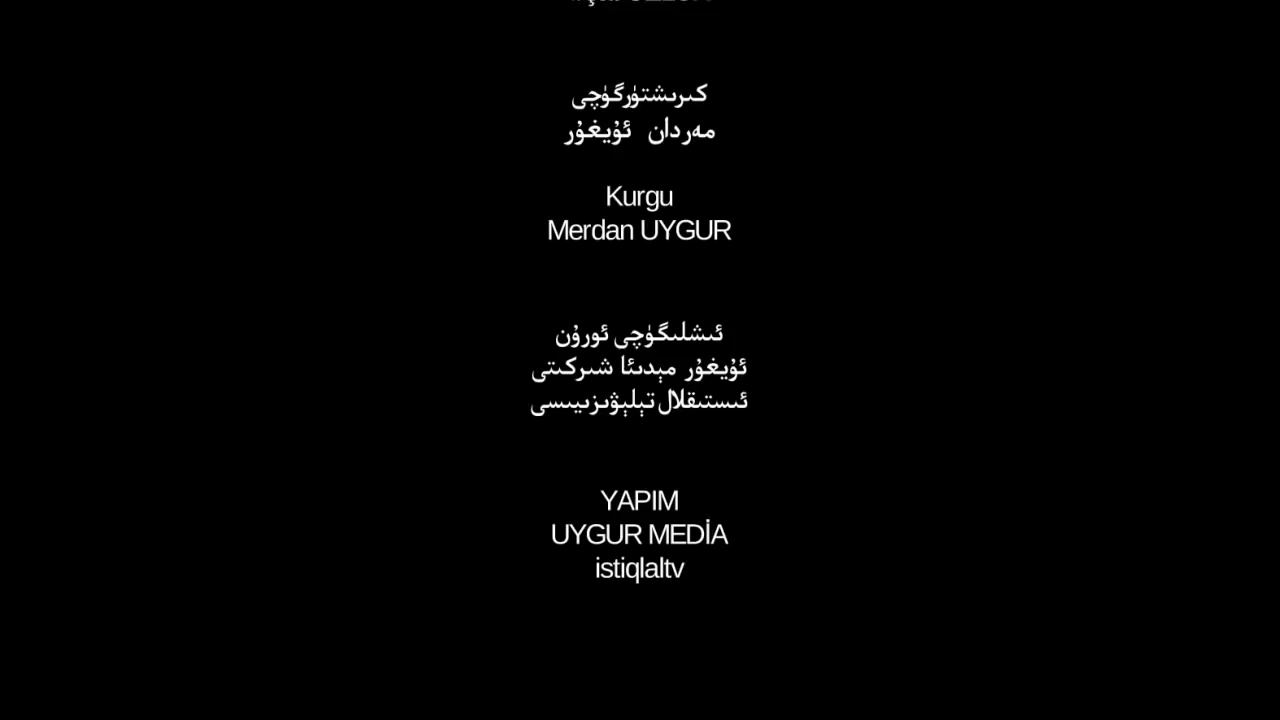 كىرىشتۈرگۈچى
مەردان ئۇيغۇر
Kurgu
Merdan UYGUR
ئىشلىگۈچى ئورۇن
ئۇيغۇر مېدىئا شىركىتى
ئىستىقلال تېلېۋىزىيىسى
YAPIM
UYGUR MEDİA
istiqlaltv